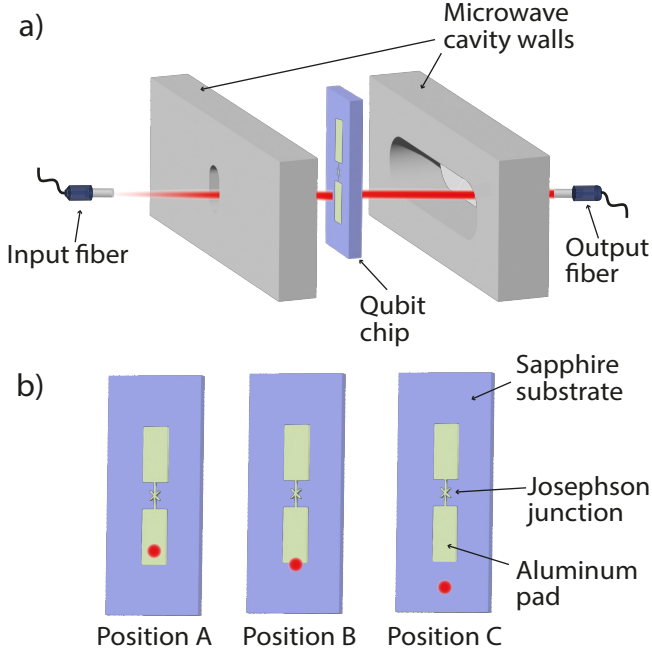 a)
Microwave
cavity walls
Input fiber
Output
fiber
Qubit
chip
b)
Sapphire
substrate
Josephson
junction
Aluminum
pad
Position A
Position B
Position C